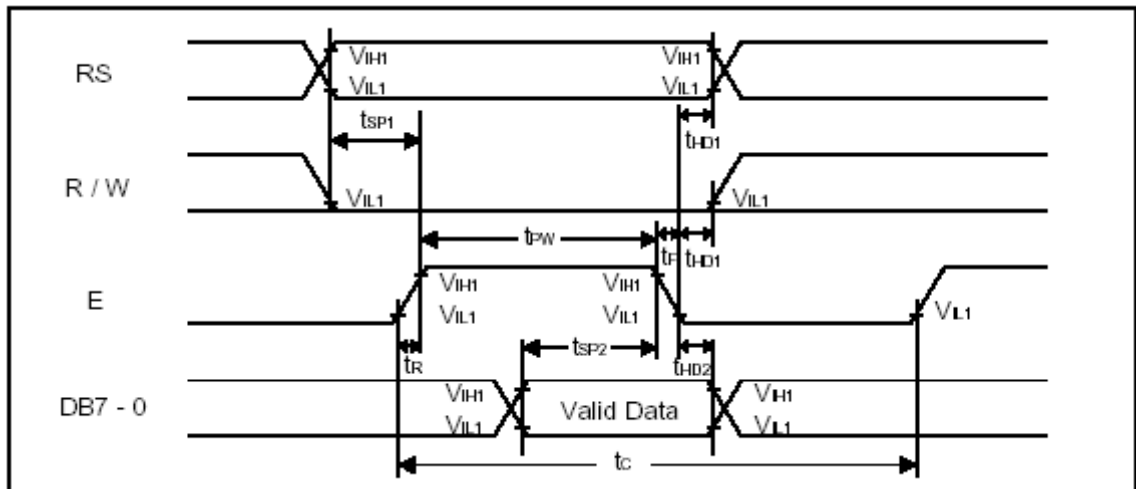 RS VIH1 VIH1
VIL1 VIL1
tSP1 tHD1
R / W VIL1 VIL1
tPW tF tHD1
E VIH1 VIH1
VIL1 VIL1 VIL1
tSP2
tR tHD2
DB7 - 0 VIH1 Valid Data VIH1
VIL1 VIL1
tC